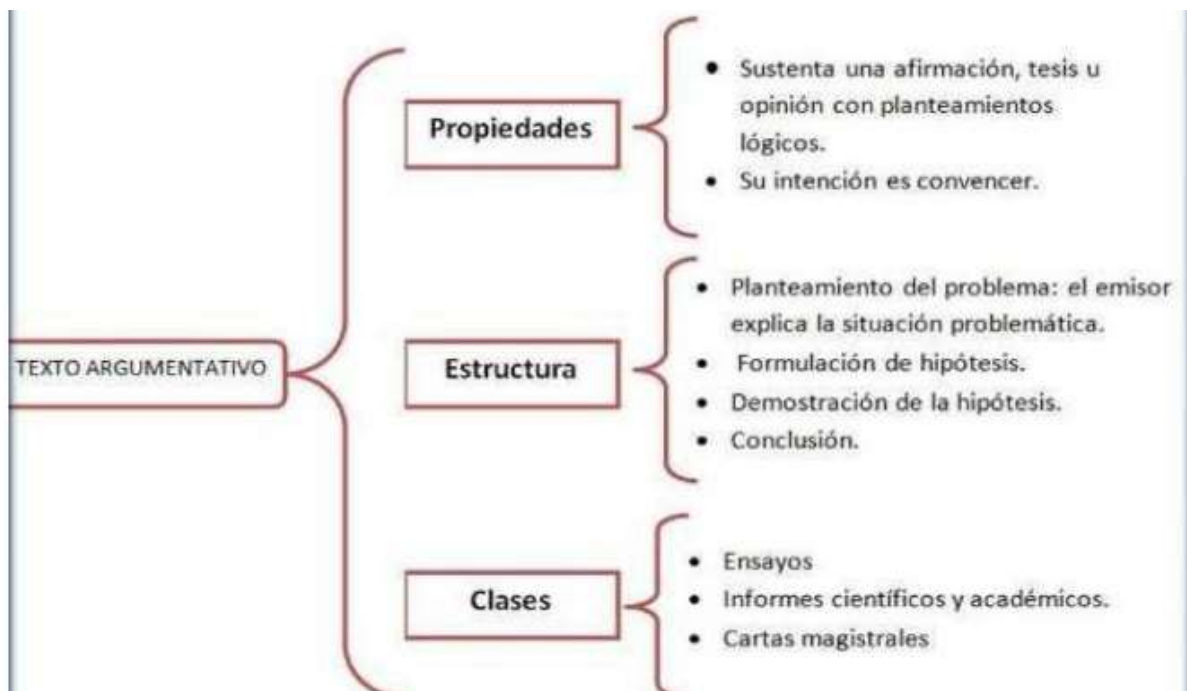 TEXTO ARGUMENTATIVO
Propiedades
• Sustenta una afirmación, tesis u
opinión con planteamientos
lógicos.
• Su intención es convencer.
Estructura
• Planteamiento del problema: el emisor
explica la situación problemática.
• Formulación de hipótesis.
• Demostración de la hipótesis.
• Conclusión.
Clases
• Ensayos
• Informes científicos y académicos.
• Cartas magistrales